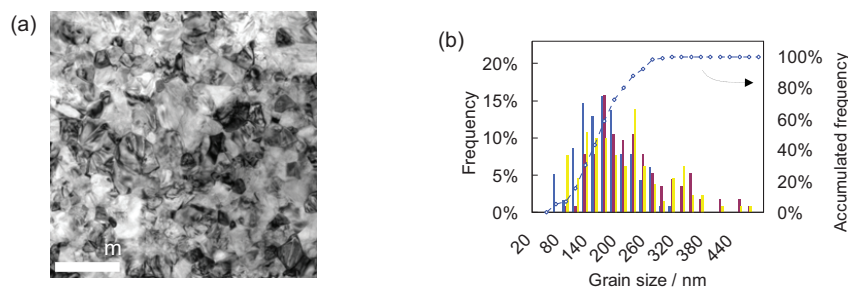 (a)
m
(b)
20%
15%
10%
5%
0%
Frequency
100%
80%
60%
40%
20%
0%
Accumulated frequency
20 80 140 200 260 320 380 440
Grain size / nm